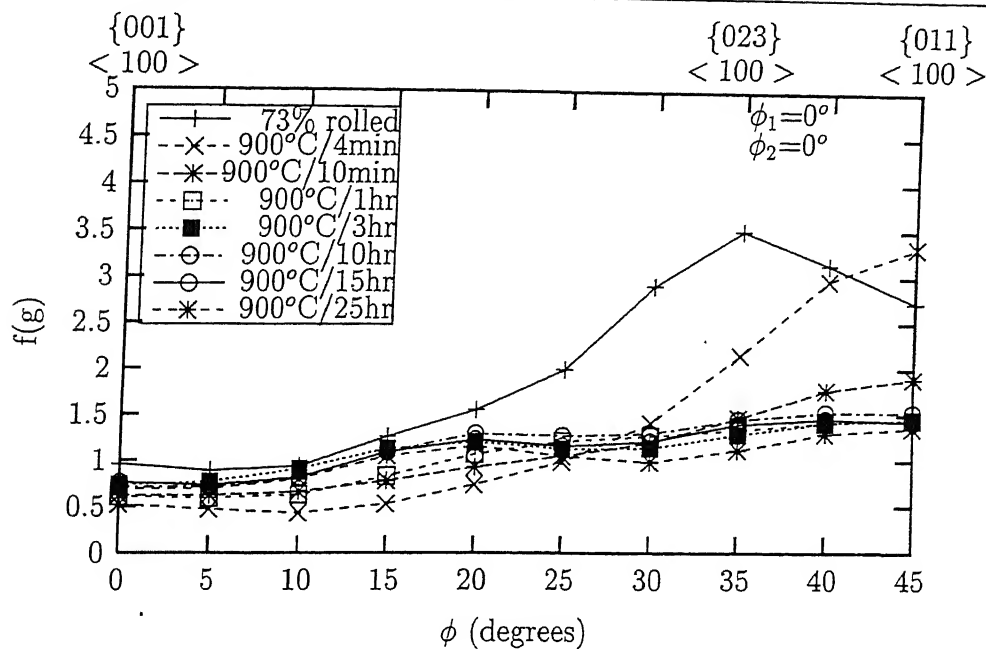 {001} {023} {011}
< 100 > < 100 > < 100 >
5
4.5
4
3.5
3
2.5
2
1.5
1
0.5
0
f(g)
73% rolled
900°C/4min
900°C/10min
900°C/1hr
900°C/3hr
900°C/10hr
900°C/15hr
900°C/25hr
ϕ₁=0°
ϕ₂=0°
0 5 10 15 20 25 30 35 40 45
ϕ (degrees)